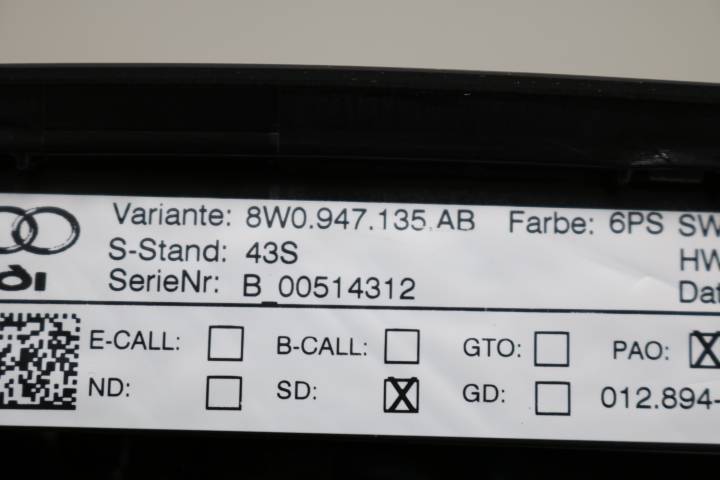 Variante: 8W0.947.135.AB Farbe: 6PS SW
S-Stand: 43S HW
SerieNr: B_00514312 Dat
E-CALL: B-CALL: GTO: PAO: X
ND: SD: X GD: 012.894-